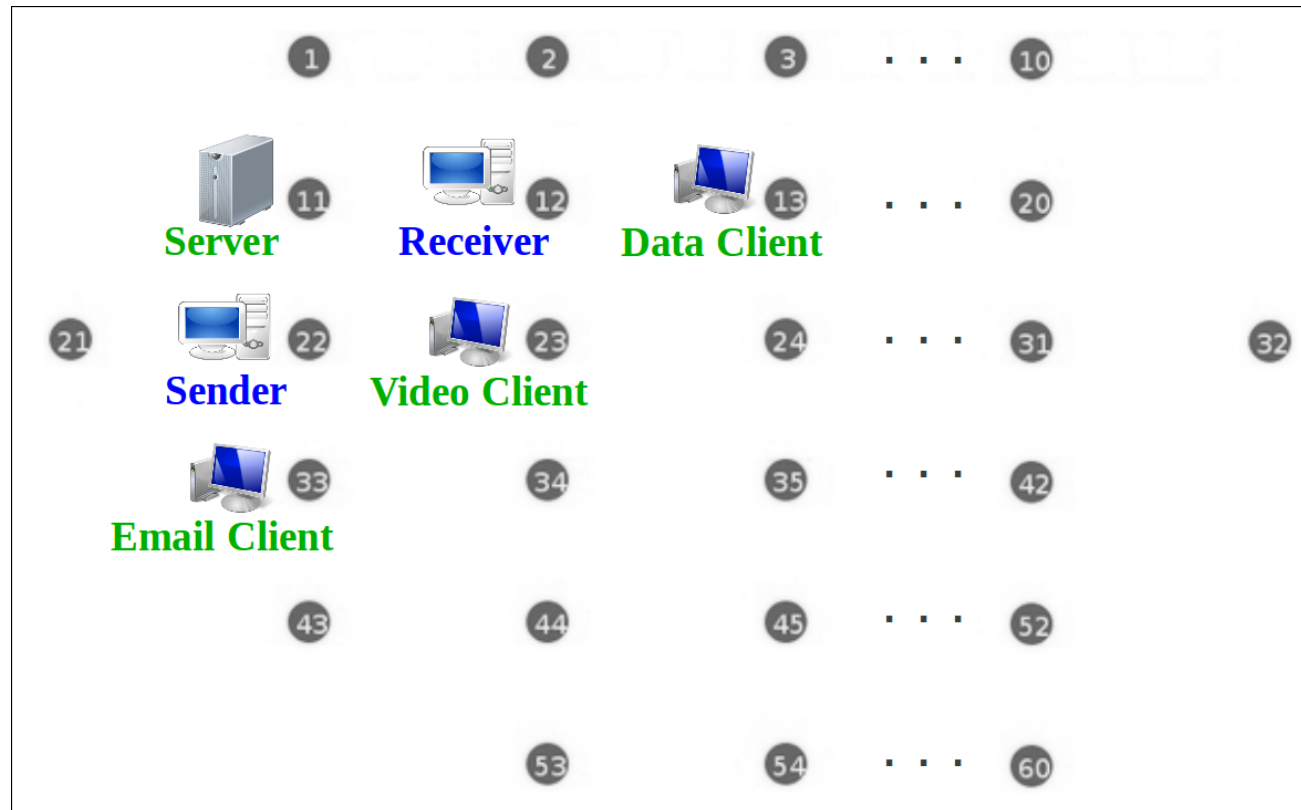 1 2 3 . . . 10
11 12 13 . . . 20
Server Receiver Data Client
21 22 23 24 . . . 31 32
Sender Video Client
33 34 35 . . . 42
Email Client
43 44 45 . . . 52
53 54 . . . 60